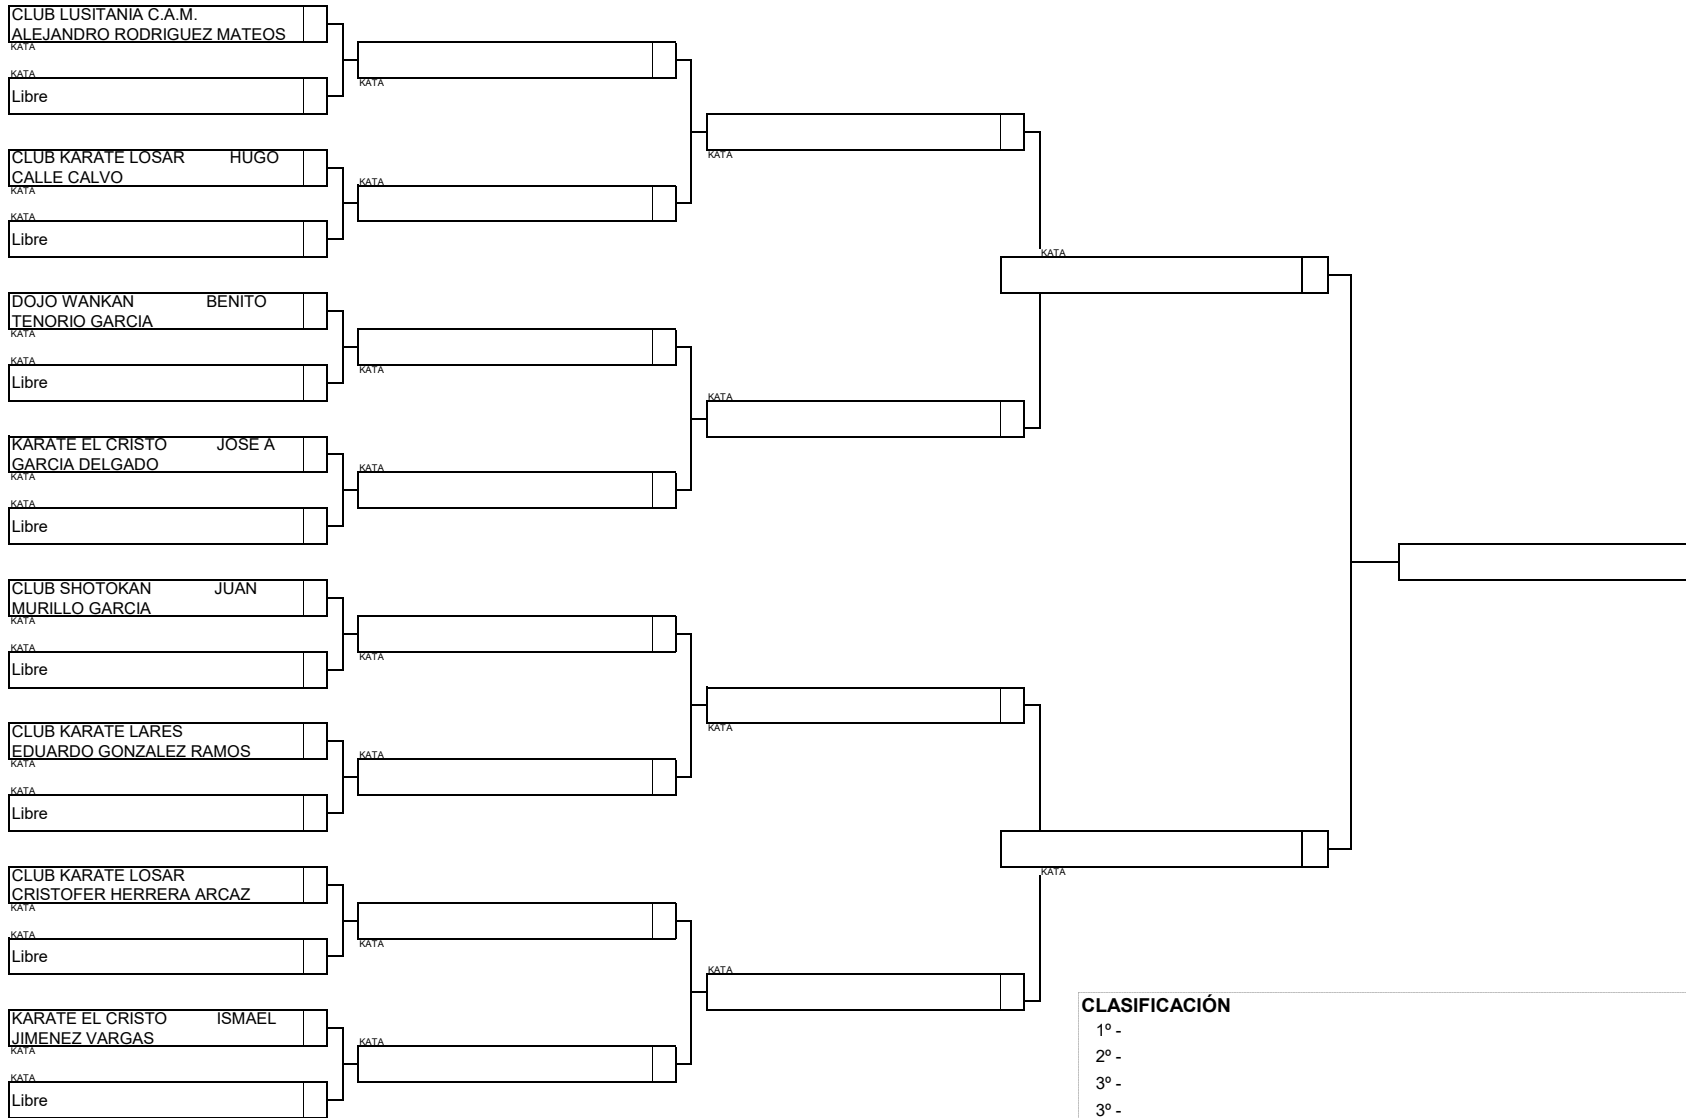 CLUB LUSITANIA C.A.M.
ALEJANDRO RODRIGUEZ MATEOS
KATA
KATA
Libre
KATA
KATA
CLUB KARATE LOSAR HUGO
CALLE CALVO
KATA
KATA
KATA
Libre
KATA
DOJO WANKAN BENITO
TENORIO GARCIA
KATA
KATA
Libre
KATA
KATA
KARATE EL CRISTO JOSE A
GARCIA DELGADO
KATA
KATA
KATA
Libre
CLUB SHOTOKAN JUAN
MURILLO GARCIA
KATA
KATA
Libre
KATA
CLUB KARATE LARES
EDUARDO GONZALEZ RAMOS
KATA
KATA
KATA
KATA
Libre
CLUB KARATE LOSAR
CRISTOFER HERRERA ARCAZ
KATA
KATA
KATA
Libre
KATA
KATA
KARATE EL CRISTO ISMAEL
JIMENEZ VARGAS
KATA
KATA
KATA
Libre
CLASIFICACIÓN
1º -
2º -
3º -
3º -